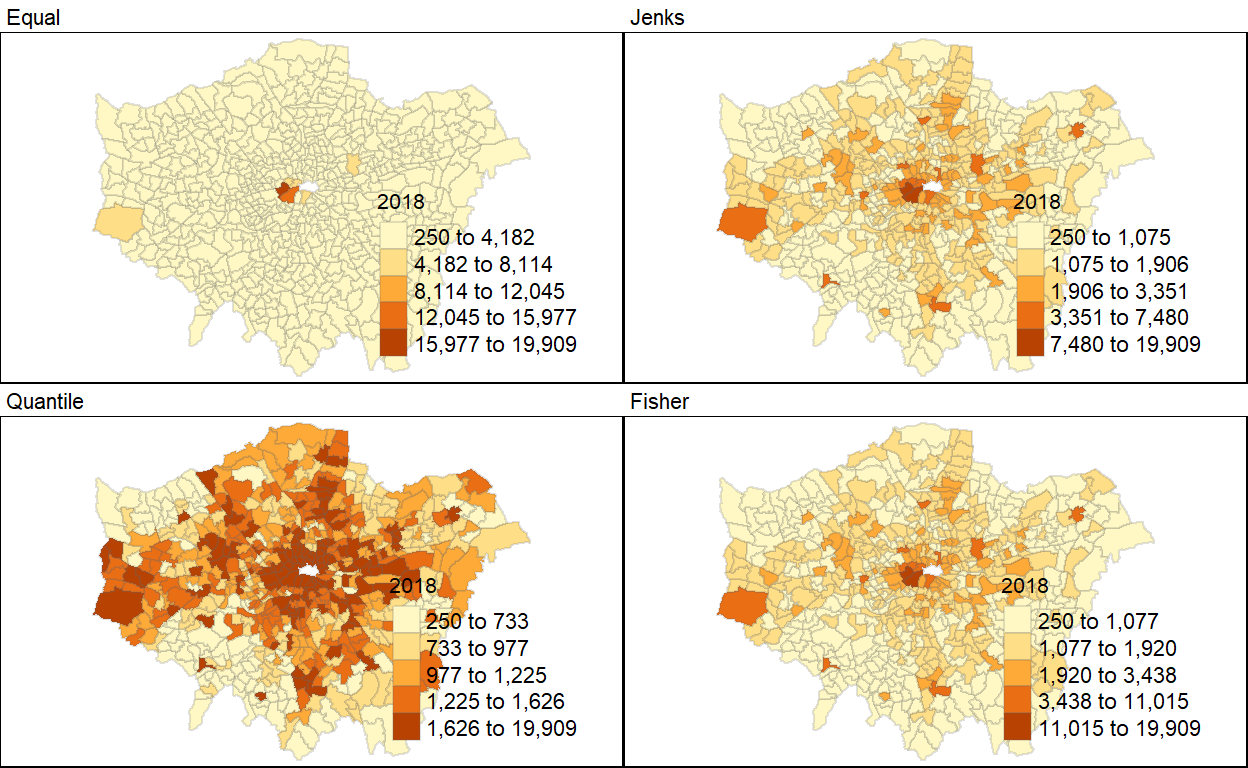 Equal
2018
250 to 4,182
4,182 to 8,114
8,114 to 12,045
12,045 to 15,977
15,977 to 19,909
Jenks
2018
250 to 1,075
1,075 to 1,906
1,906 to 3,351
3,351 to 7,480
7,480 to 19,909
Quantile
2018
250 to 733
733 to 977
977 to 1,225
1,225 to 1,626
1,626 to 19,909
Fisher
2018
250 to 1,077
1,077 to 1,920
1,920 to 3,438
3,438 to 11,015
11,015 to 19,909